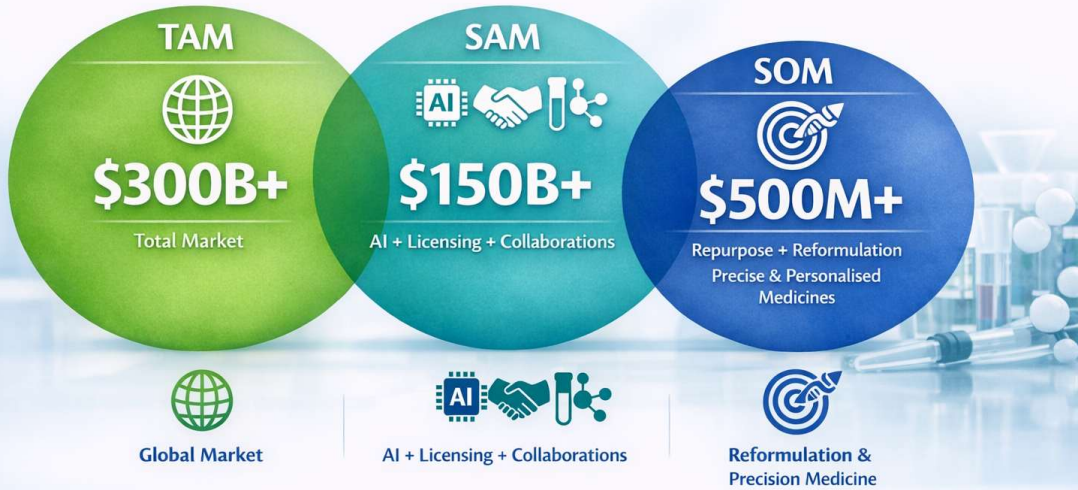 TAM
AI
$300B+
Total Market
SAM
AI
$150B+
AI + Licensing + Collaborations
SOM
$500M+
Repurpose + Reformulation
Precise & Personalised
Medicines
Global Market
AI
AI + Licensing + Collaborations
Reformulation &
Precision Medicine